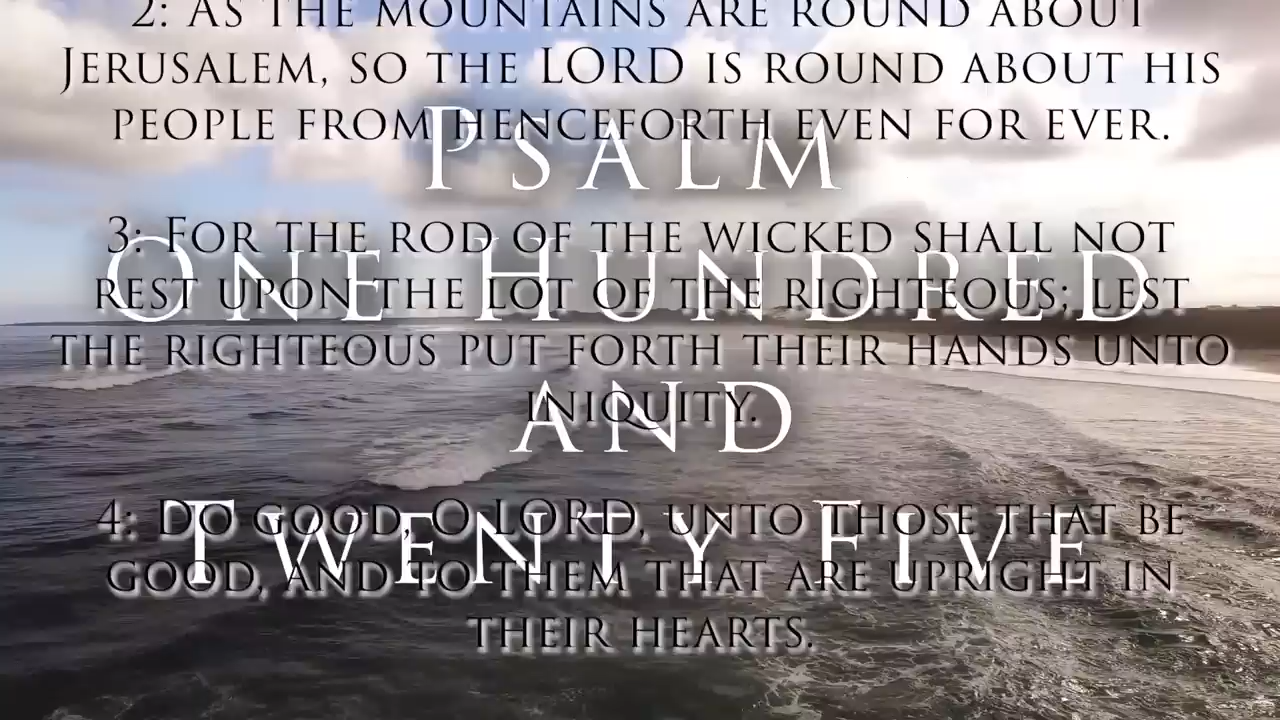 2: As the mountains are round about
Jerusalem, so the LORD is round about his
people from henceforth even for ever.
Psalm
3: For the rod of the wicked shall not
One Hundred
rest upon the lot of the righteous; lest
the righteous put forth their hands unto
iniquity.
and
4: Do good, O LORD, unto those that be
Twenty Five
good, and to them that are upright in
their hearts.